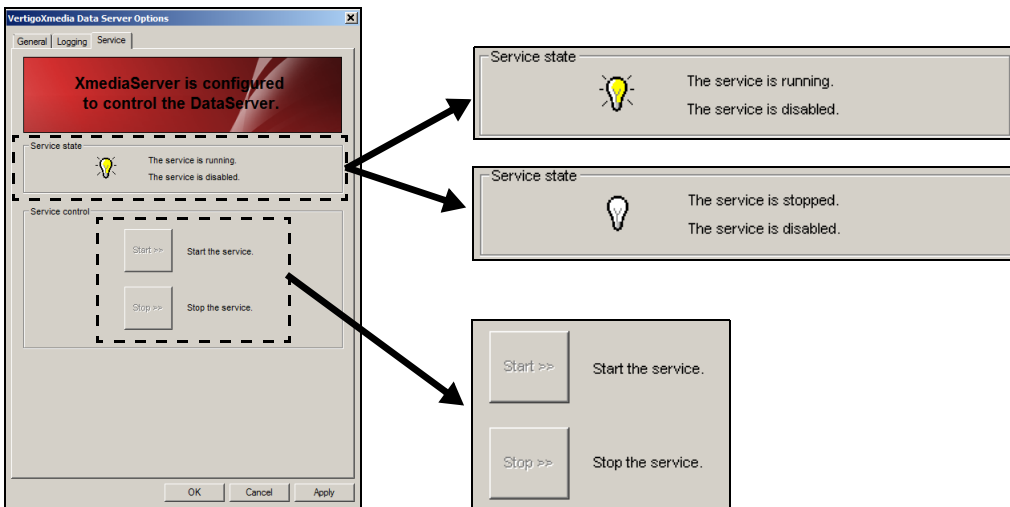 VertigoXmedia Data Server Options
General Logging Service
XmediaServer is configured
to control the DataServer.
Service state
The service is running.
The service is disabled.
Service control
Start >> Start the service.
Stop >> Stop the service.
OK Cancel Apply
Service state
The service is running.
The service is disabled.
Service state
The service is stopped.
The service is disabled.
Start >> Start the service.
Stop >> Stop the service.